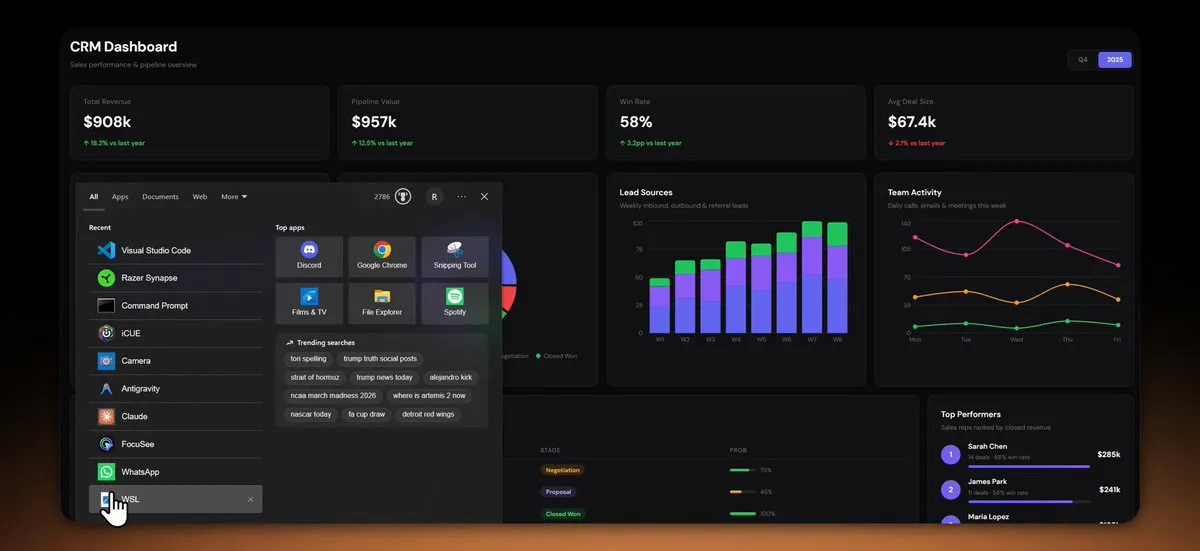 CRM Dashboard
Sales performance & pipeline overview
Q4 2025
Total Revenue
$908k
↑ 18.2% vs last year
Pipeline Value
$957k
↑ 12.5% vs last year
Win Rate
58%
↑ 3.2pp vs last year
Avg Deal Size
$67.4k
↓ 2.1% vs last year
All Apps Documents Web More
2786 R ··· ×
Recent
Visual Studio Code
Razer Synapse
Command Prompt
iCUE
Camera
Antigravity
Claude
FocuSee
WhatsApp
WSL ×
Top apps
Discord Google Chrome Snipping Tool
Films & TV File Explorer Spotify
Trending searches
tori spelling trump truth social posts
strait of hormuz trump news today alejandro kirk
ncaa march madness 2026 where is artemis 2 now
nascar today fa cup draw detroit red wings
Closed Won
Lead Sources
Weekly inbound, outbound & referral leads
100
50
25
0
W1 W2 W3 W4 W5 W6 W7 W8
Team Activity
Daily calls, emails & meetings this week
140
105
70
35
0
Mon Tue Wed Thu Fri
STAGE PROB
Negotiation 75%
Proposal 45%
Closed Won 100%
Top Performers
Sales reps ranked by closed revenue
1 Sarah Chen
14 deals · 68% win rate
$285k
2 James Park
11 deals · 55% win rate
$241k
Maria Lopez